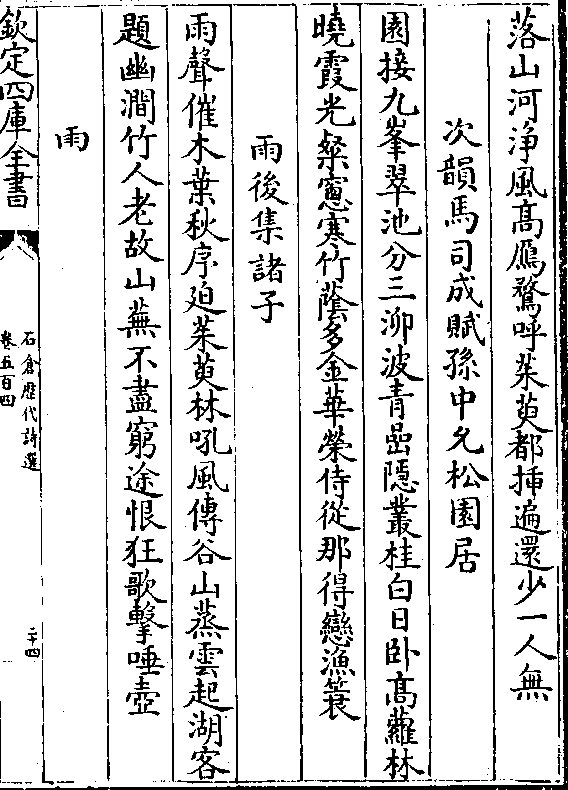 落山河浄風髙鴈鶩呼茱萸都挿遍還少一人無
次韻馬司成賦孫中允松園居
園接九峯翠池分三泖波青嵒隱叢桂白日卧髙蘿林
曉霞光粲窻寒竹蔭多金華榮侍從那得戀漁簑
雨後集諸子
雨聲催木葉秋序廹茱萸林吼風傳谷山蒸雲起湖客
題幽澗竹人老故山蕪不盡窮途恨狂歌擊唾壺
雨
欽定四庫全書
石倉歷代詩選
卷五百四
二十四